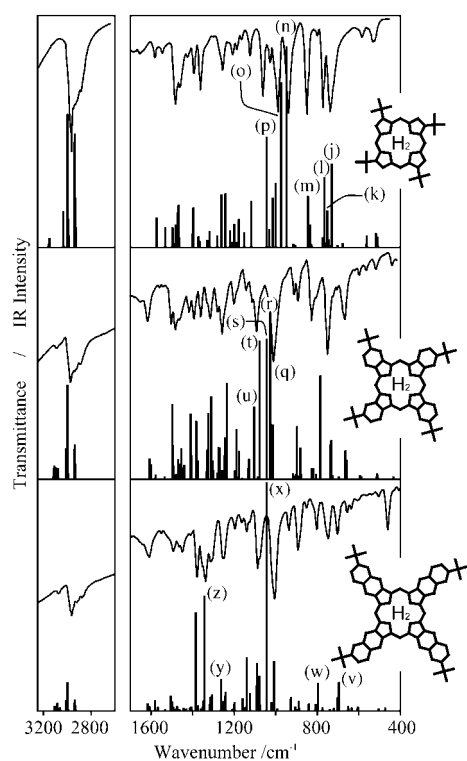 Transmittance / IR Intensity
(n)
(o)
(p)
(j)
(l)
(k)
(m)
H2
(r)
(s)
(t)
(q)
(u)
H2
(x)
(z)
(y)
(w)
(v)
H2
3200 2800 1600 1200 800 400
Wavenumber /cm-1